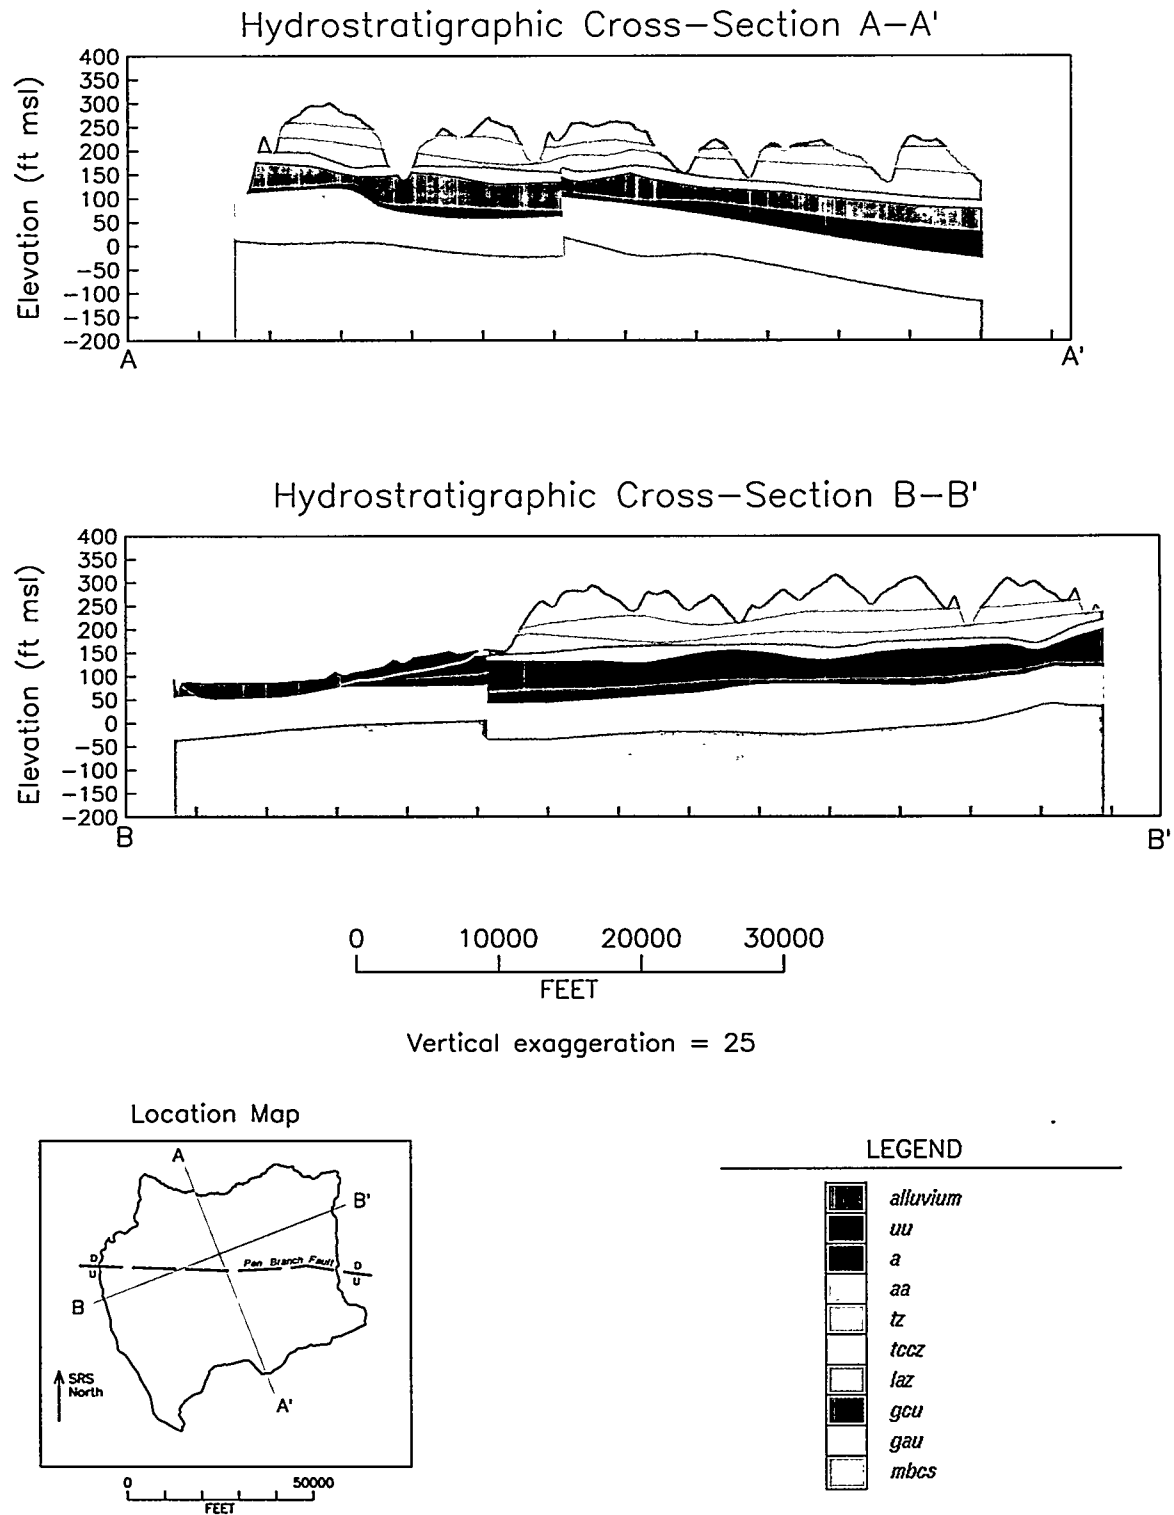 Hydrostratigraphic Cross-Section A-A'
Elevation (ft msl)
400
350
300
250
200
150
100
50
0
-50
-100
-150
-200
A
A'
Hydrostratigraphic Cross-Section B-B'
Elevation (ft msl)
400
350
300
250
200
150
100
50
0
-50
-100
-150
-200
B
B'
0 10000 20000 30000
FEET
Vertical exaggeration = 25
Location Map
A
B'
D
U
Pen Branch Fault
D
U
B
SRS
North
A'
0 50000
FEET
LEGEND
alluvium
uu
a
aa
tz
tccz
laz
gcu
gau
mbcs